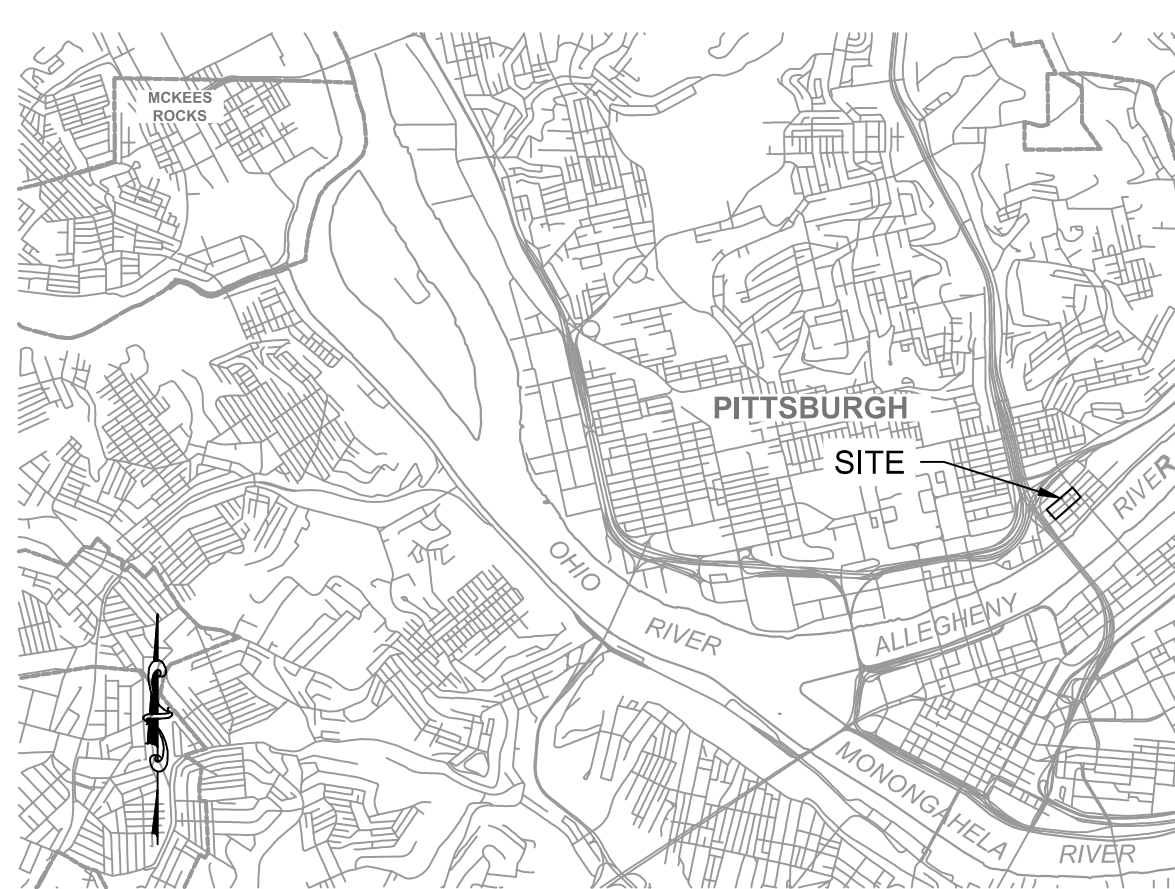 MCKEES
ROCKS
PITTSBURGH
SITE
RIVER
OHIO
RIVER
ALLEGHENY
MONONGAHELA
RIVER